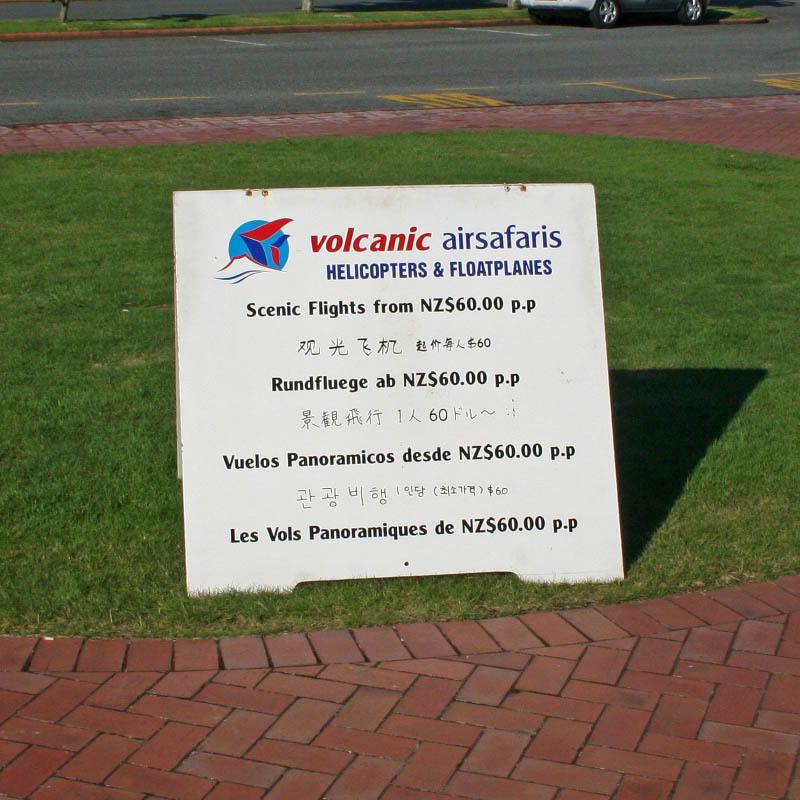 volcanic airsafaris
HELICOPTERS & FLOATPLANES
Scenic Flights from NZ$60.00 p.p
观光飞机 起价每人$60
Rundfluege ab NZ$60.00 p.p
景観飛行 1人 60ドル〜
Vuelos Panoramicos desde NZ$60.00 p.p
관광비행 1인당 (최소가격) $60
Les Vols Panoramiques de NZ$60.00 p.p